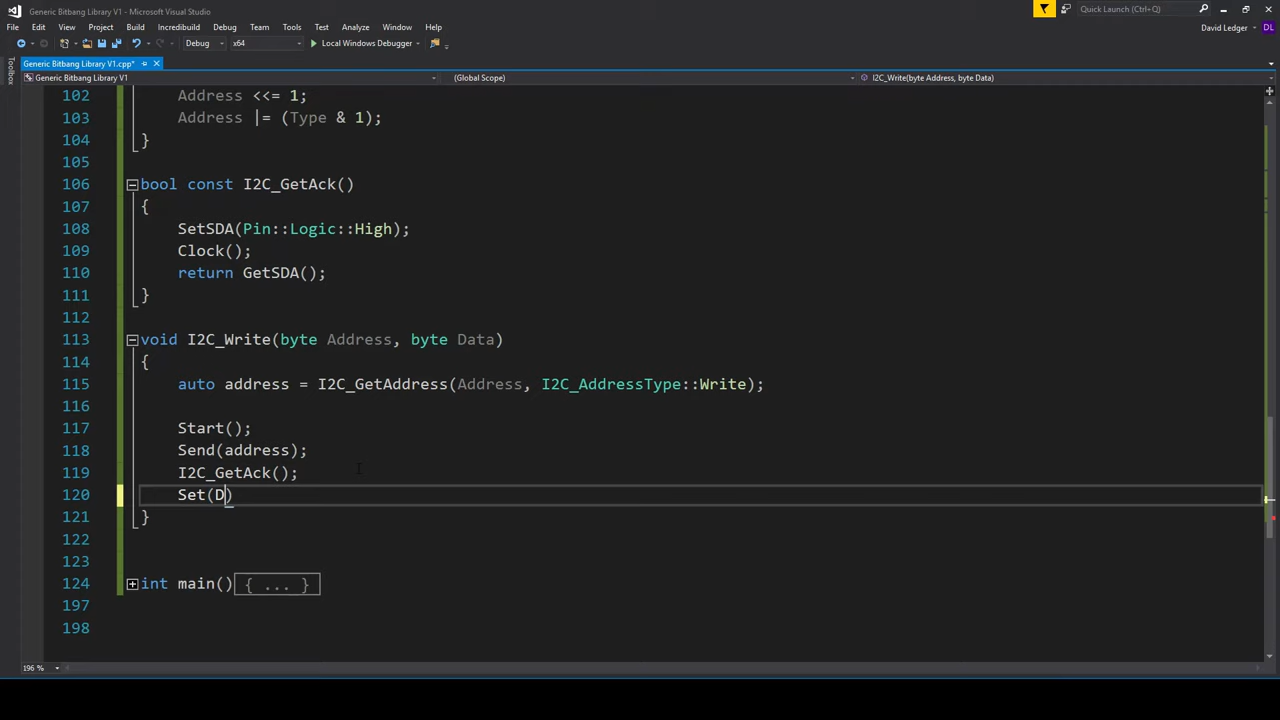 Generic Bitbang Library V1 - Microsoft Visual Studio
Quick Launch (Ctrl+Q)
File Edit View Project Build Incredibuild Debug Team Tools Test Analyze Window Help
David Ledger DL
Debug x64 Local Windows Debugger
Toolbox
Generic Bitbang Library V1.cpp*
Generic Bitbang Library V1 (Global Scope) I2C_Write(byte Address, byte Data)
102 Address <<= 1;
103 Address |= (Type & 1);
104 }
105
106 bool const I2C_GetAck()
107 {
108 SetSDA(Pin::Logic::High);
109 Clock();
110 return GetSDA();
111 }
112
113 void I2C_Write(byte Address, byte Data)
114 {
115 auto address = I2C_GetAddress(Address, I2C_AddressType::Write);
116
117 Start();
118 Send(address);
119 I2C_GetAck();
120 Set(D)
121 }
122
123
124 int main(){ ... }
197
198
196 %